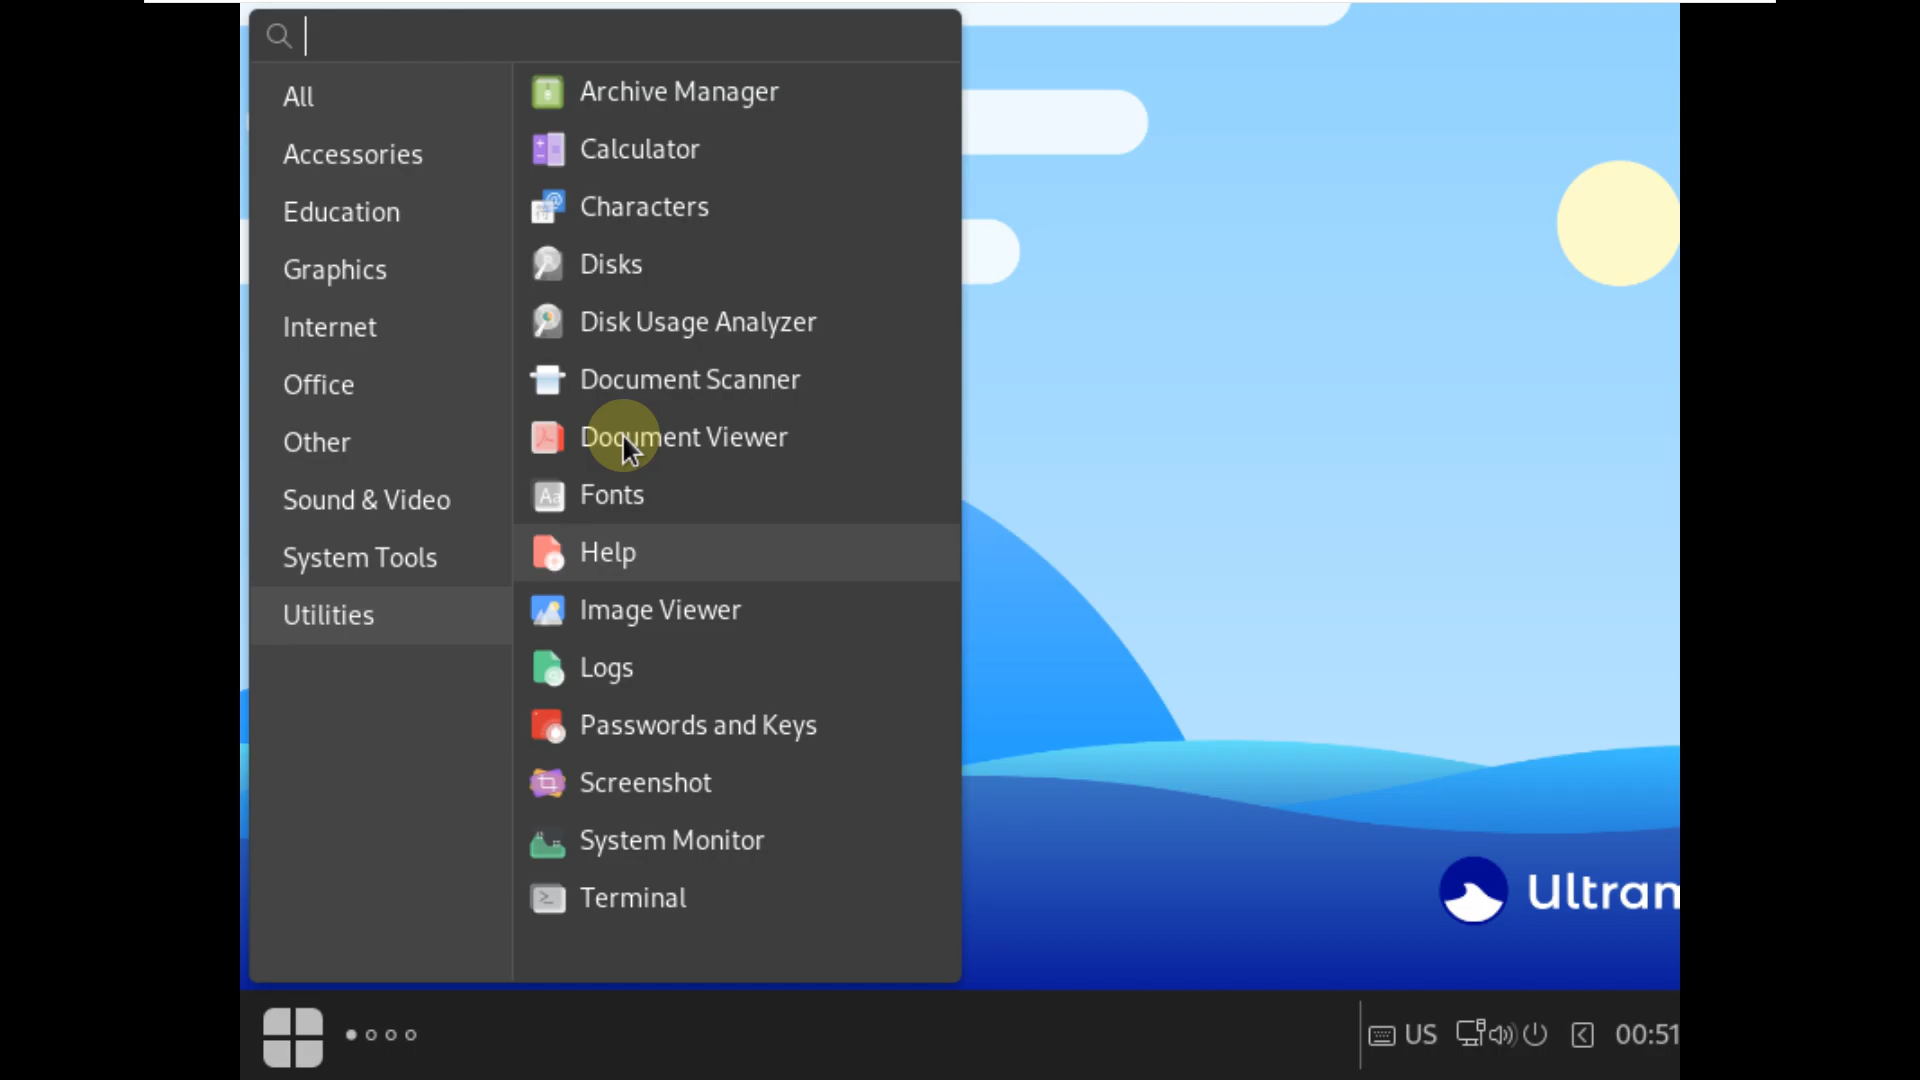 All
Accessories
Education
Graphics
Internet
Office
Other
Sound & Video
System Tools
Utilities
Archive Manager
Calculator
Characters
Disks
Disk Usage Analyzer
Document Scanner
Document Viewer
Fonts
Help
Image Viewer
Logs
Passwords and Keys
Screenshot
System Monitor
Terminal
Ultram
US 00:51